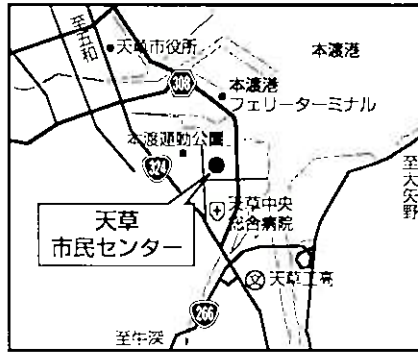 至五和
天草市役所
本渡港
308
本渡港
フェリーターミナル
本渡運動公園
324
至大矢野
天草
市民センター
天草中央
総合病院
天草工高
266
至牛深